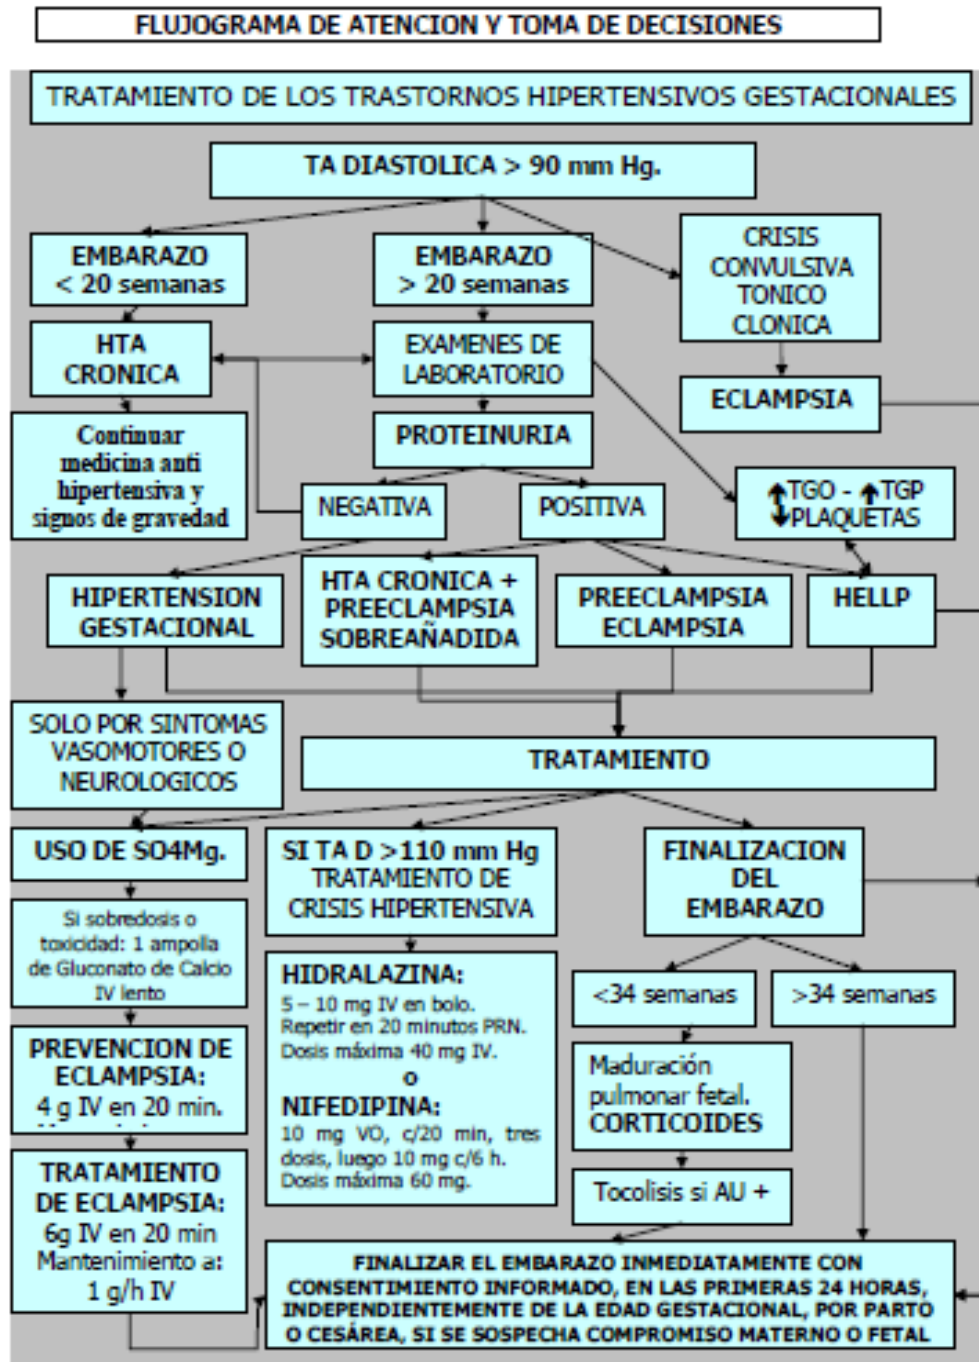 FLUJOGRAMA DE ATENCION Y TOMA DE DECISIONES
TRATAMIENTO DE LOS TRASTORNOS HIPERTENSIVOS GESTACIONALES
TA DIASTOLICA > 90 mm Hg.
EMBARAZO
< 20 semanas
EMBARAZO
> 20 semanas
CRISIS
CONVULSIVA
TONICO
CLONICA
HTA
CRONICA
EXAMENES DE
LABORATORIO
ECLAMPSIA
Continuar
medicina anti
hipertensiva y
signos de gravedad
PROTEINURIA
NEGATIVA
POSITIVA
↑TGO - ↑TGP
↓PLAQUETAS
HIPERTENSION
GESTACIONAL
HTA CRONICA +
PREECLAMPSIA
SOBREAÑADIDA
PREECLAMPSIA
ECLAMPSIA
HELLP
SOLO POR SINTOMAS
VASOMOTORES O
NEUROLOGICOS
TRATAMIENTO
USO DE SO4Mg.
SI TA D >110 mm Hg
TRATAMIENTO DE
CRISIS HIPERTENSIVA
FINALIZACION
DEL
EMBARAZO
Si sobredosis o
toxicidad: 1 ampolla
de Gluconato de Calcio
IV lento
HIDRALAZINA:
5 – 10 mg IV en bolo.
Repetir en 20 minutos PRN.
Dosis máxima 40 mg IV.
o
NIFEDIPINA:
10 mg VO, c/20 min, tres
dosis, luego 10 mg c/6 h.
Dosis máxima 60 mg.
<34 semanas
>34 semanas
PREVENCION DE
ECLAMPSIA:
4 g IV en 20 min.
Maduración
pulmonar fetal.
CORTICOIDES
TRATAMIENTO
DE ECLAMPSIA:
6g IV en 20 min
Mantenimiento a:
1 g/h IV
Tocolisis si AU +
FINALIZAR EL EMBARAZO INMEDIATAMENTE CON
CONSENTIMIENTO INFORMADO, EN LAS PRIMERAS 24 HORAS,
INDEPENDIENTEMENTE DE LA EDAD GESTACIONAL, POR PARTO
O CESÁREA, SI SE SOSPECHA COMPROMISO MATERNO O FETAL